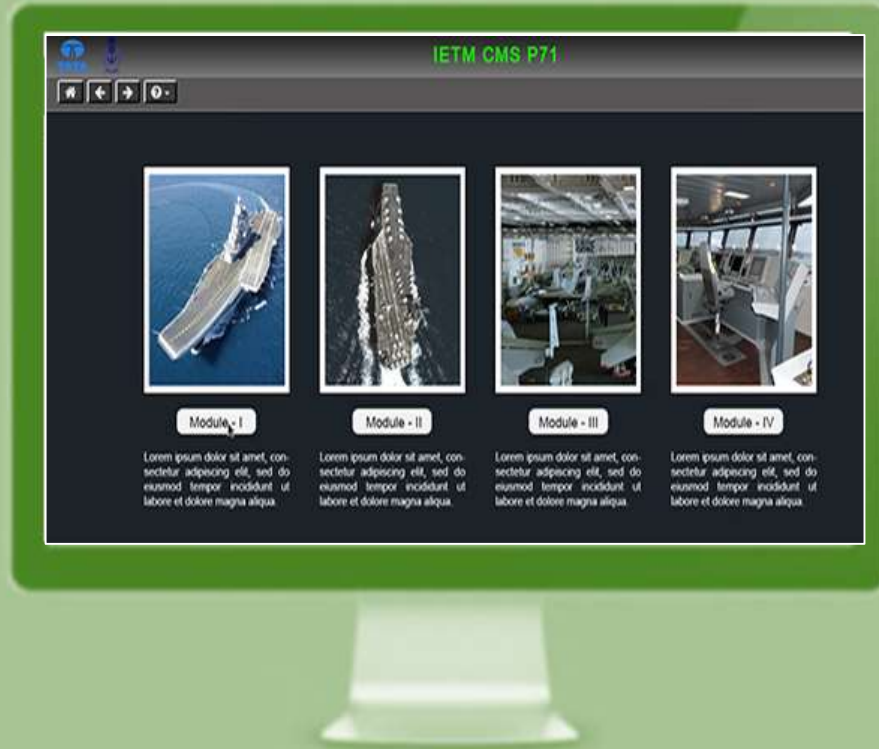 TATA
IETM CMS P71
Module - I
Module - II
Module - III
Module - IV
Lorem ipsum dolor sit amet, con-
sectetur adipiscing elit, sed do
eiusmod tempor incididunt ut
labore et dolore magna aliqua.
Lorem ipsum dolor sit amet, con-
sectetur adipiscing elit, sed do
eiusmod tempor incididunt ut
labore et dolore magna aliqua.
Lorem ipsum dolor sit amet, con-
sectetur adipiscing elit, sed do
eiusmod tempor incididunt ut
labore et dolore magna aliqua.
Lorem ipsum dolor sit amet, con-
sectetur adipiscing elit, sed do
eiusmod tempor incididunt ut
labore et dolore magna aliqua.